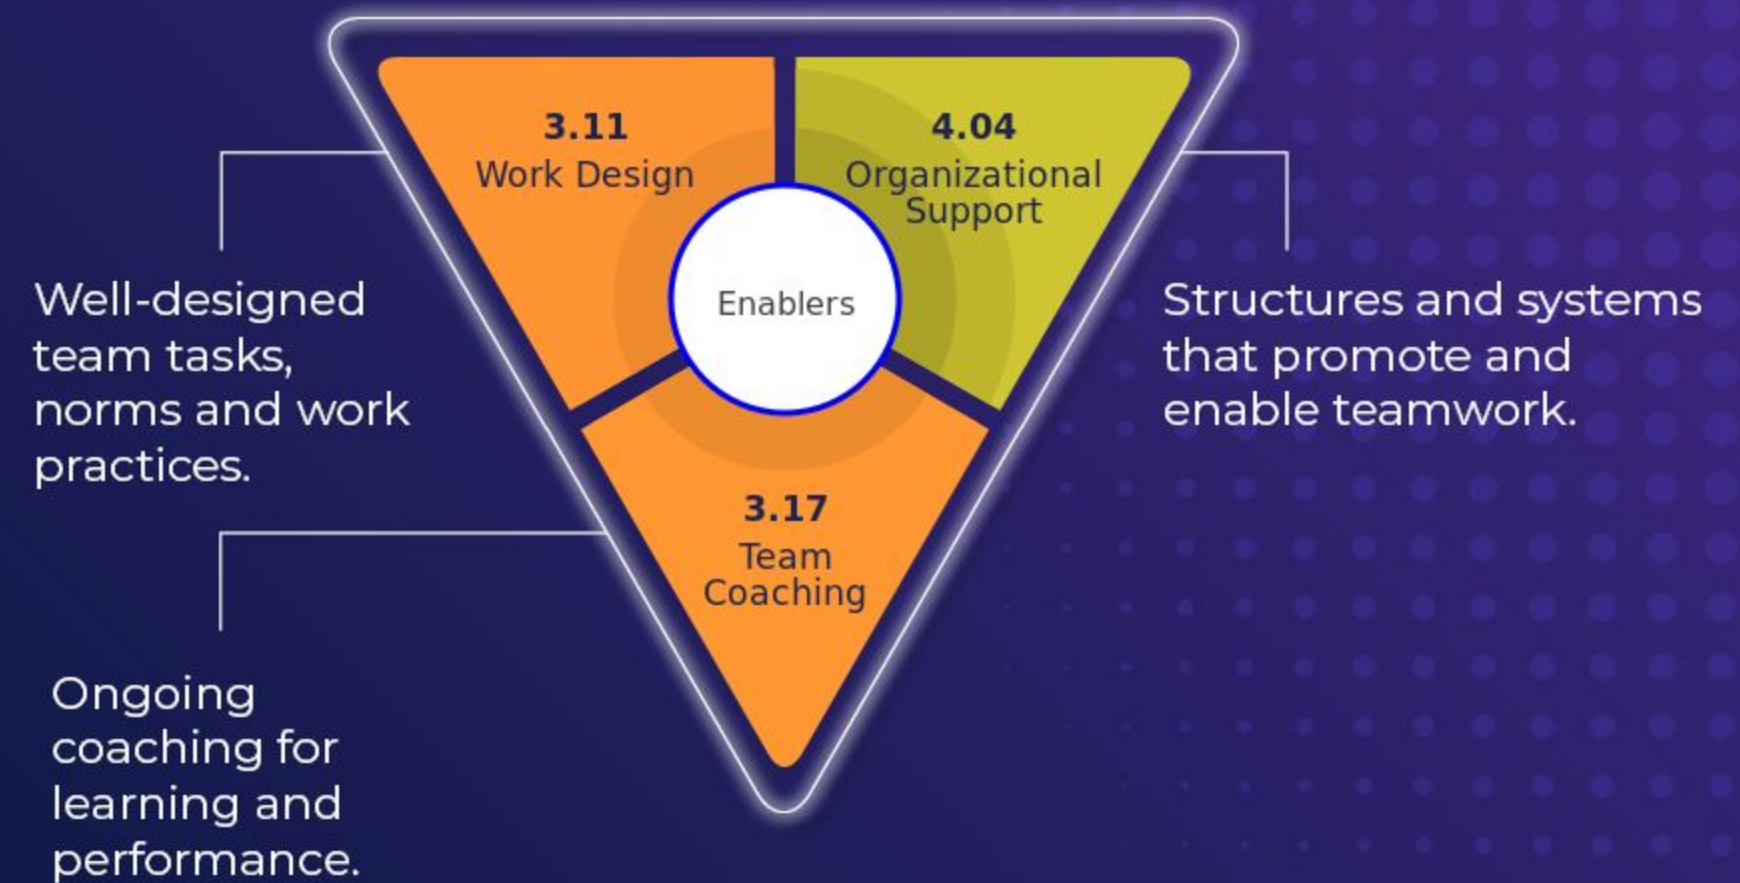 3.11
Work Design
4.04
Organizational
Support
Enablers
3.17
Team
Coaching
Well-designed
team tasks,
norms and work
practices.
Structures and systems
that promote and
enable teamwork.
Ongoing
coaching for
learning and
performance.